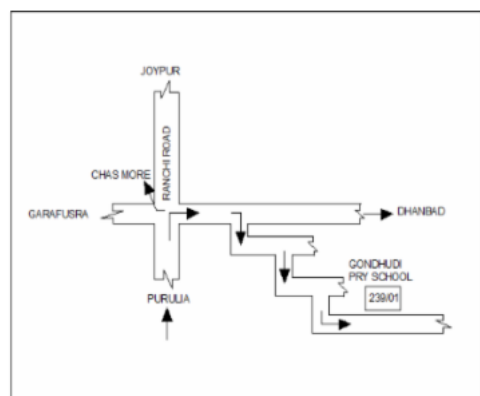 JOYPUR
RANCHI ROAD
CHAS MORE
GARAFUSRA
DHANBAD
GONDHUDI
PRY SCHOOL
239/01
PURULIA